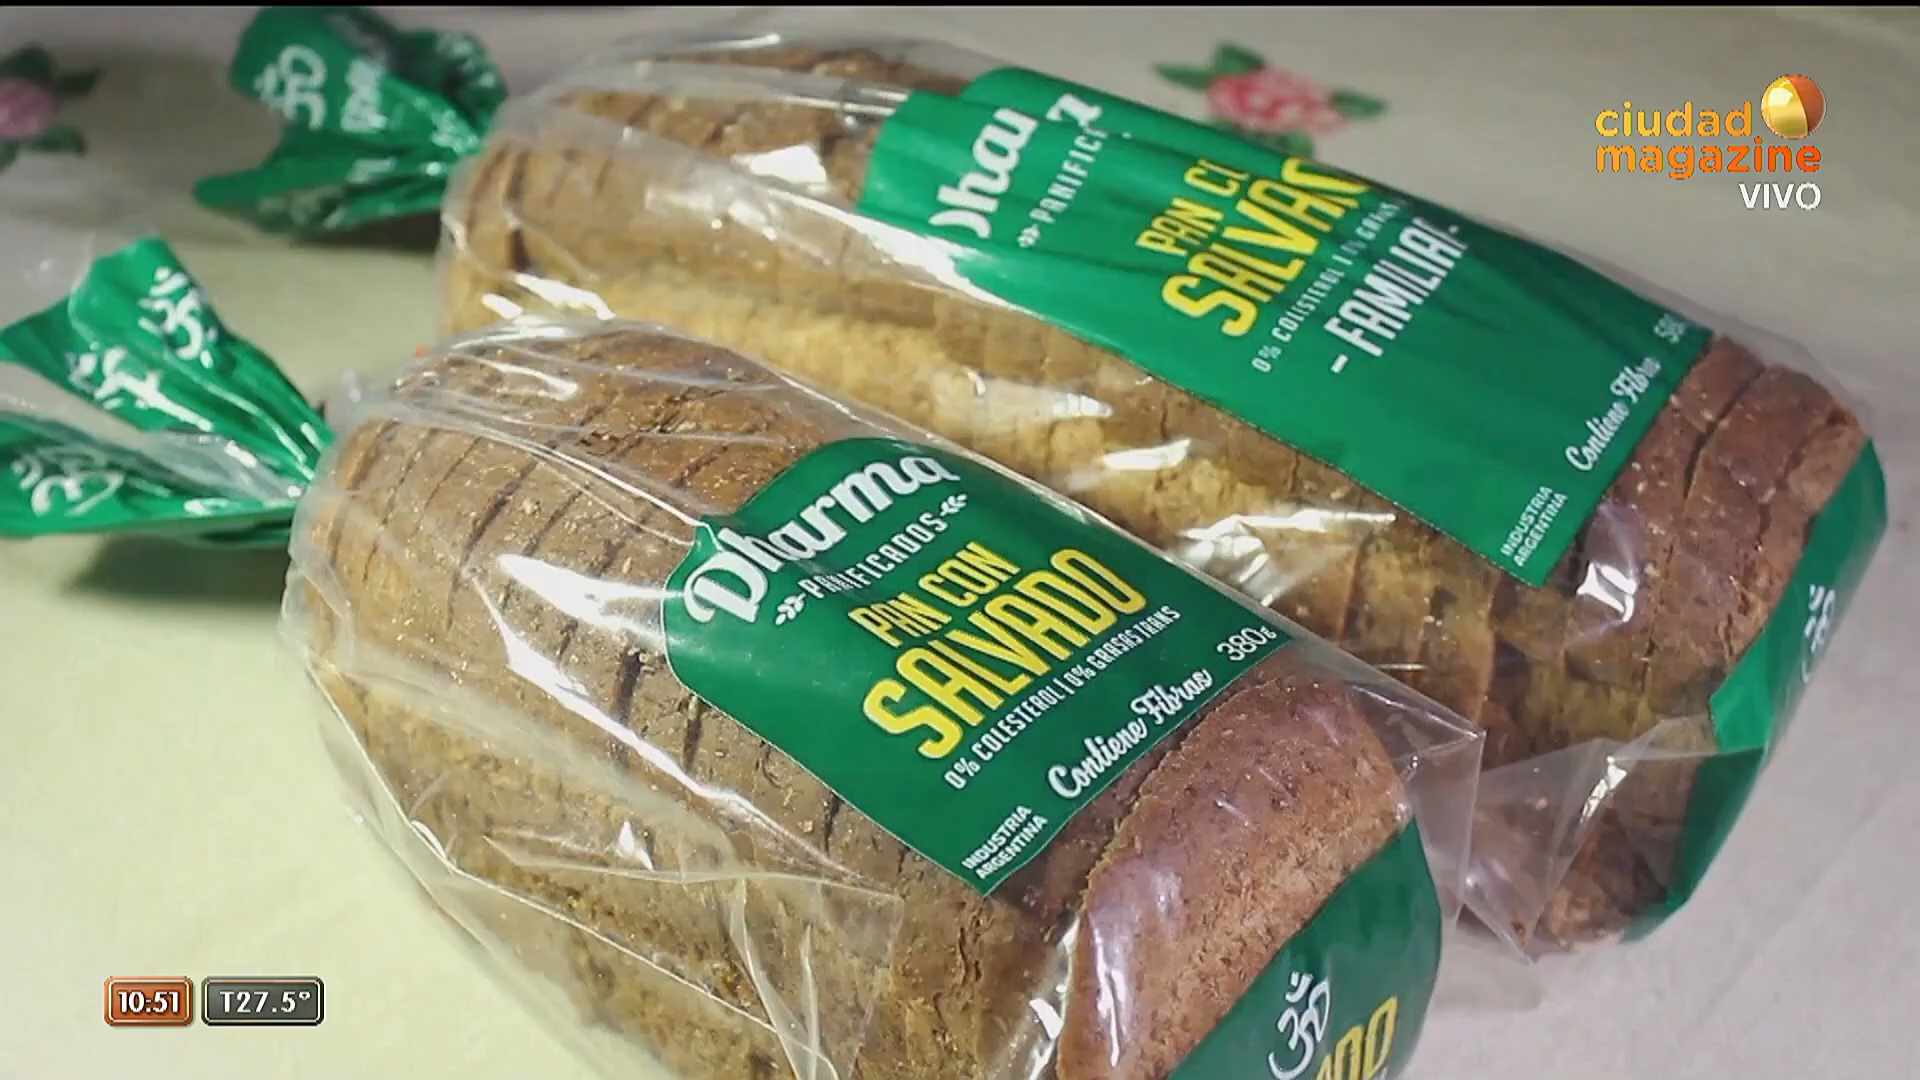 ciudad
magazine
VIVO
PANIFIC
SALVAD
- FAMILIAR -
Contiene Fibras
INDUSTRIA
ARGENTINA
Dharma
PANIFICADOS
PAN CON
SALVADO
0% COLESTEROL | 0% GRASAS TRANS
380g
Contiene Fibras
INDUSTRIA
ARGENTINA
ॐ
10:51
T27.5°